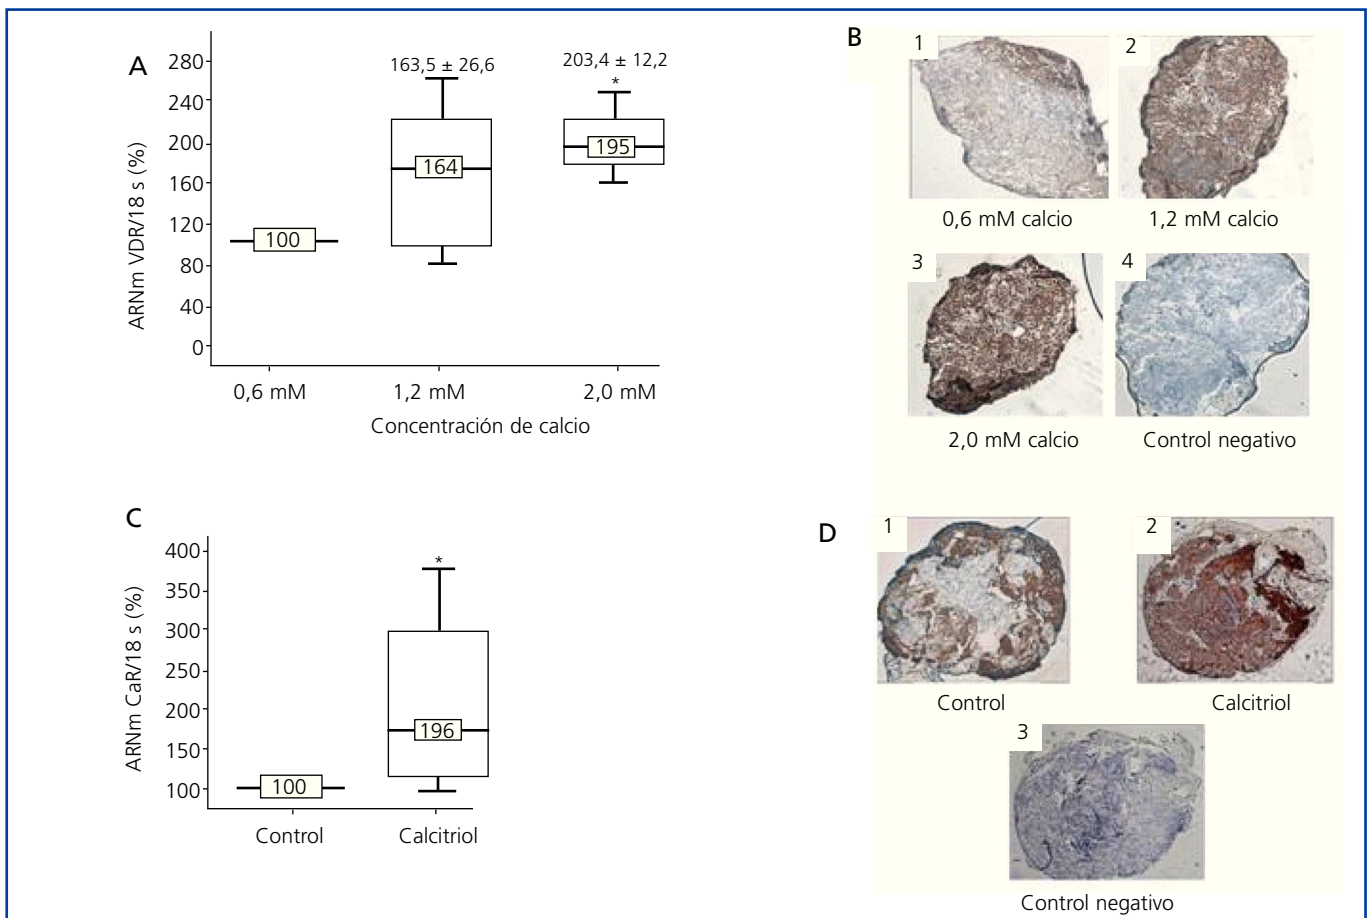 A
ARNm VDR/18 s (%)
280
240
200
160
120
80
40
0
100
163,5 ± 26,6
164
203,4 ± 12,2
*
195
0,6 mM
1,2 mM
2,0 mM
Concentración de calcio
B
1
0,6 mM calcio
2
1,2 mM calcio
3
2,0 mM calcio
4
Control negativo
C
ARNm CaR/18 s (%)
400
350
300
250
200
150
100
100
*
196
Control
Calcitriol
D
1
Control
2
Calcitriol
3
Control negativo